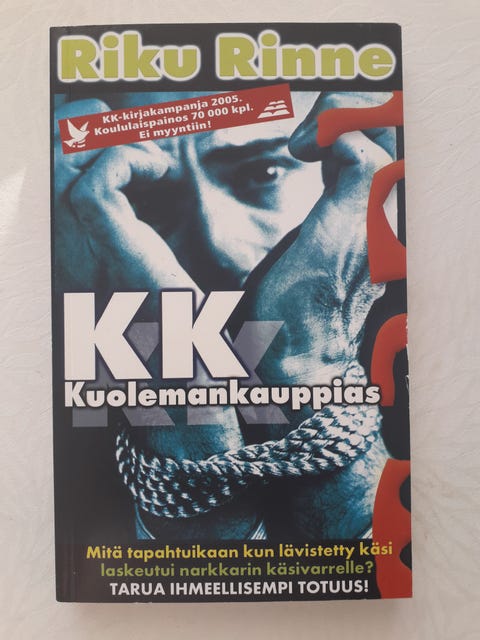 Riku Rinne
KK-kirjakampanja 2005.
Koululaispainos 70 000 kpl.
Ei myyntiin!
KK
Kuolemankauppias
Mitä tapahtuikaan kun lävistetty käsi
laskeutui narkkarin käsivarrelle?
TARUA IHMEELLISEMPI TOTUUS!